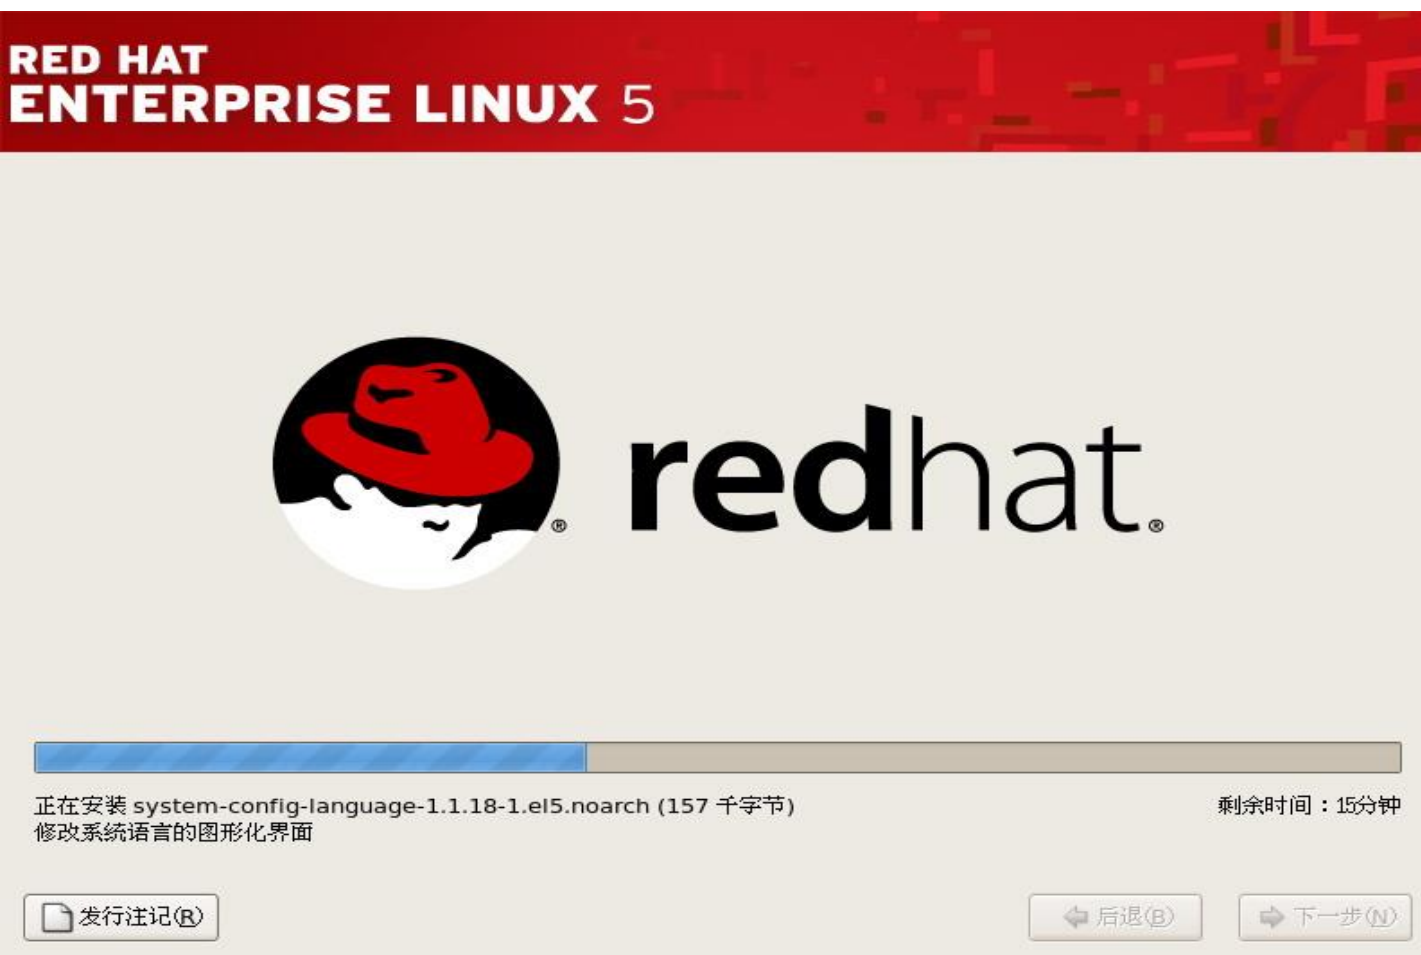 RED HAT
ENTERPRISE LINUX 5
redhat.
®
®
正在安装 system-config-language-1.1.18-1.el5.noarch (157 千字节)
剩余时间：15分钟
修改系统语言的图形化界面
发行注记(R)
后退(B)
下一步(N)